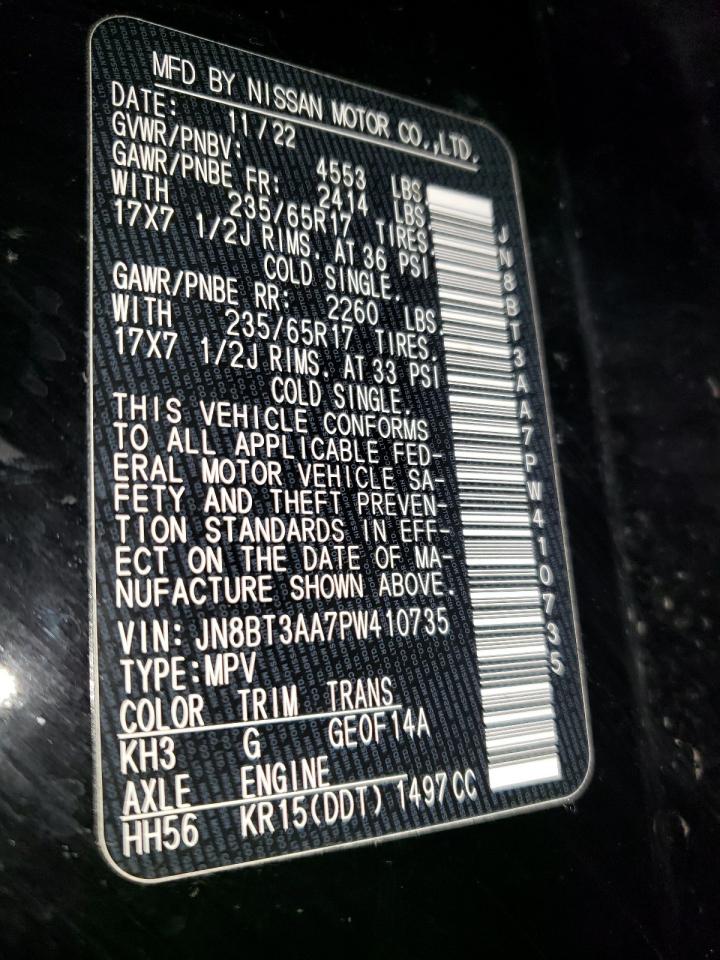 MFD BY NISSAN MOTOR CO.,LTD.
DATE: 11/22
GVWR/PNBV: 4553 LBS
GAWR/PNBE FR: 2414 LBS.
WITH 235/65R17 TIRES
17X7 1/2J RIMS. AT 36 PSI
COLD SINGLE.
GAWR/PNBE RR: 2260 LBS.
WITH 235/65R17 TIRES.
17X7 1/2J RIMS. AT 33 PSI
COLD SINGLE.
THIS VEHICLE CONFORMS
TO ALL APPLICABLE FED-
ERAL MOTOR VEHICLE SA-
FETY AND THEFT PREVEN-
TION STANDARDS IN EFF-
ECT ON THE DATE OF MA-
NUFACTURE SHOWN ABOVE.
VIN: JN8BT3AA7PW410735
TYPE:MPV
COLOR TRIM TRANS
KH3 G GEOF14A
AXLE ENGINE
HH56 KR15(DDT) 1497CC
JN8BT3AA7PW410735